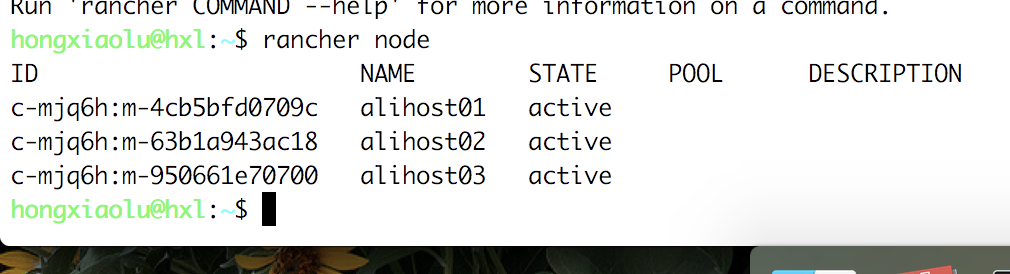 Run 'rancher COMMAND --help' for more information on a command.
hongxiaolu@hxl:~$ rancher node
ID NAME STATE POOL DESCRIPTION
c-mjq6h:m-4cb5bfd0709c alihost01 active
c-mjq6h:m-63b1a943ac18 alihost02 active
c-mjq6h:m-950661e70700 alihost03 active
hongxiaolu@hxl:~$